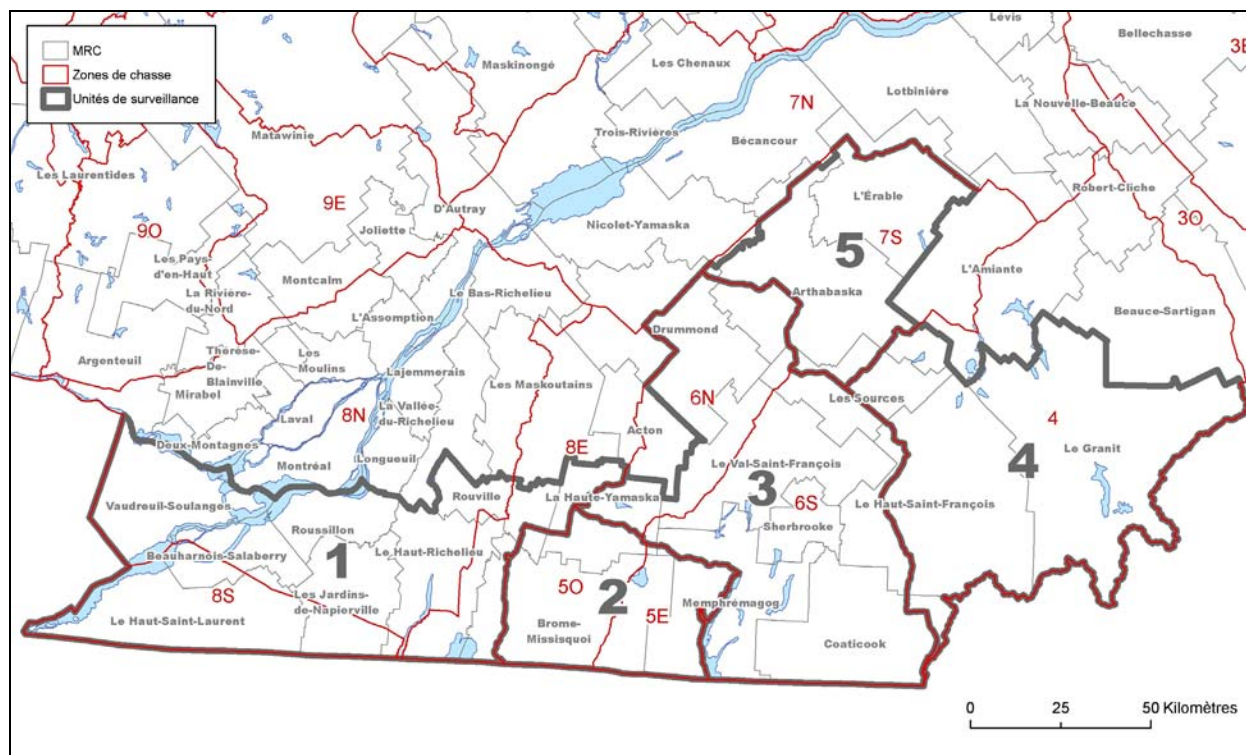 MRC
Zones de chasse
Unités de surveillance
Lévis
Bellechasse
3E
Maskinongé
Les Chenaux
7N
Lotbinière
La Nouvelle-Beauce
Matawinie
Trois-Rivières
Bécancour
Les Laurentides
L'Érable
Robert-Cliche
9E
D'Autray
Joliette
Nicolet-Yamaska
3O
9O
7S
5
Les Pays
d'en-Haut
Montcalm
L'Amiante
La Rivière-
du-Nord
Le Bas-Richelieu
Arthabaska
L'Assomption
Beauce-Sartigan
Drummond
Argenteuil
Thérèse-
De-
Blainville
Les
Moulins
Mirabel
Lajemmerais
Les Maskoutains
Les Sources
6N
La Vallée-
du-Richelieu
Laval
8N
4
Acton
Deux-Montagnes
8E
Le Granit
Montréal
Longueuil
Le Val-Saint-François
4
3
Rouville
La Haute-Yamaska
6S
Le Haut-Saint-François
Vaudreuil-Soulanges
Sherbrooke
Roussillon
Beauharnois-Salaberry
Le Haut-Richelieu
1
8S
Les Jardins-
de-Napierville
5O
2
Memphrémagog
5E
Le Haut-Saint-Laurent
Brome-
Missisquoi
Coaticook
0 25 50 Kilomètres